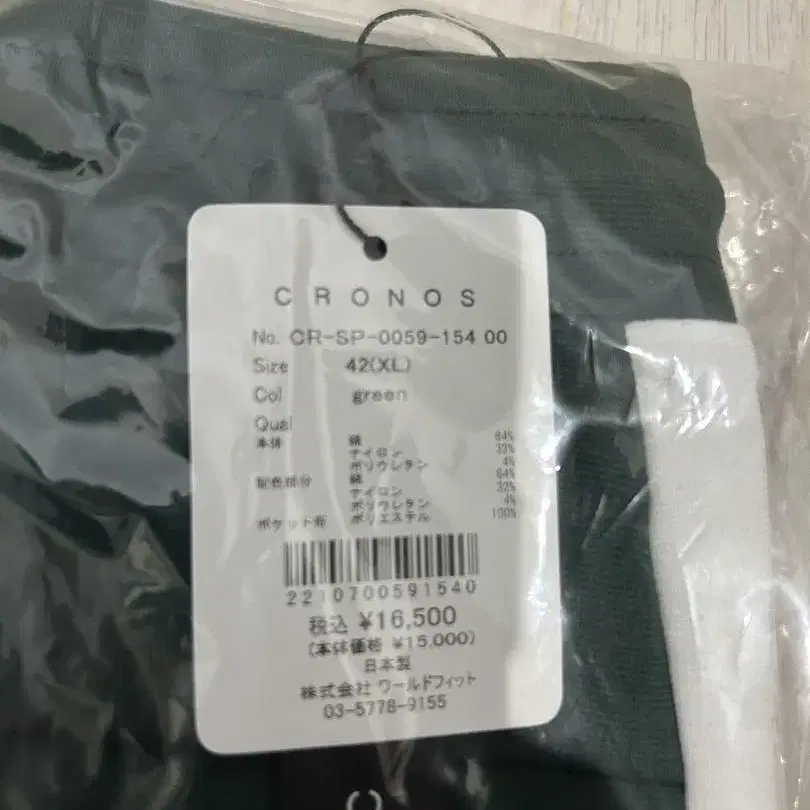 CRONOS
No. CR-SP-0059-154 00
Size 42(XL)
Col green
Qual
本体 綿 64%
ナイロン 32%
ポリウレタン 4%
配色部分 綿 64%
ナイロン 32%
ポリウレタン 4%
ポケット布 ポリエステル 100%
2210700591540
税込 ¥16,500
(本体価格 ¥15,000)
日本製
株式会社 ワールドフィット
03-5778-9155